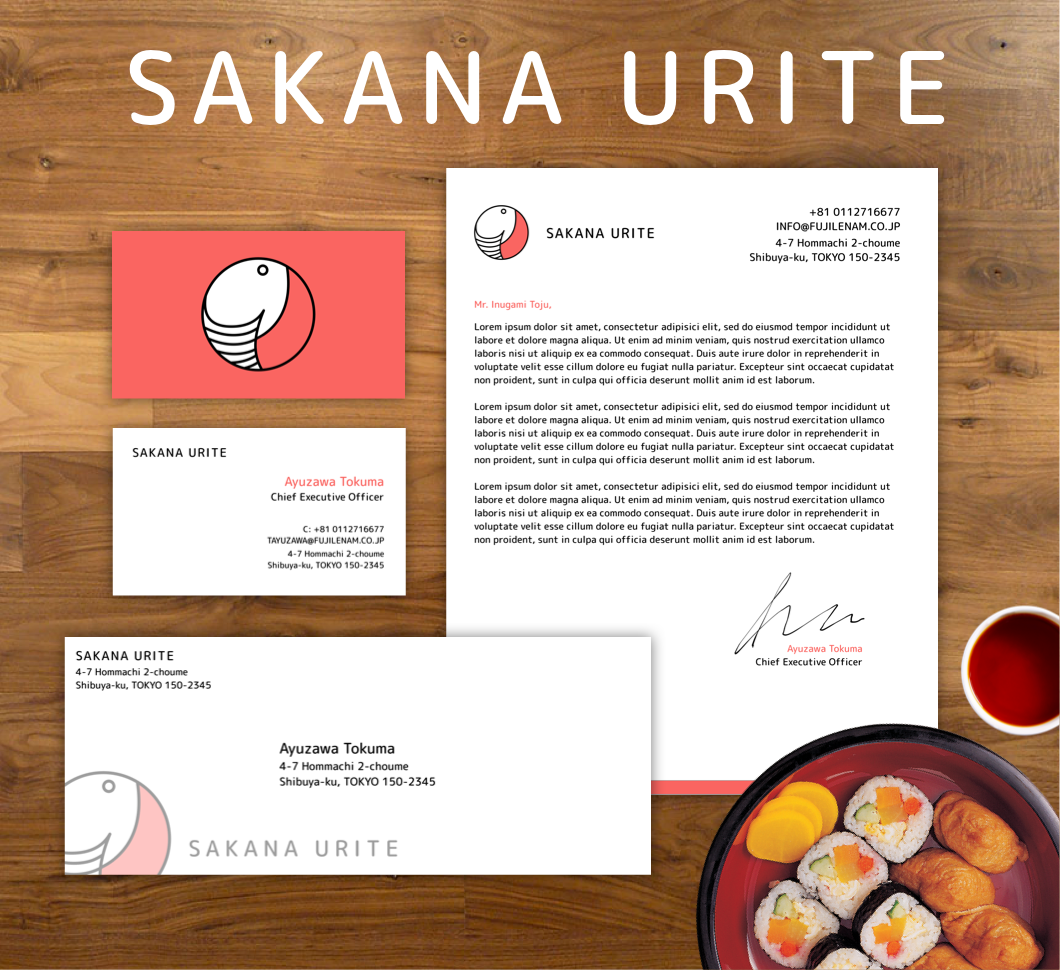 SAKANA URITE
SAKANA URITE
+81 0112716677
INFO@FUJILENAM.CO.JP
4-7 Hommachi 2-choume
Shibuya-ku, TOKYO 150-2345
Mr. Inugami Toju,
Lorem ipsum dolor sit amet, consectetur adipisici elit, sed do eiusmod tempor incididunt ut
labore et dolore magna aliqua. Ut enim ad minim veniam, quis nostrud exercitation ullamco
laboris nisi ut aliquip ex ea commodo consequat. Duis aute irure dolor in reprehenderit in
voluptate velit esse cillum dolore eu fugiat nulla pariatur. Excepteur sint occaecat cupidatat
non proident, sunt in culpa qui officia deserunt mollit anim id est laborum.
Lorem ipsum dolor sit amet, consectetur adipisici elit, sed do eiusmod tempor incididunt ut
labore et dolore magna aliqua. Ut enim ad minim veniam, quis nostrud exercitation ullamco
laboris nisi ut aliquip ex ea commodo consequat. Duis aute irure dolor in reprehenderit in
voluptate velit esse cillum dolore eu fugiat nulla pariatur. Excepteur sint occaecat cupidatat
non proident, sunt in culpa qui officia deserunt mollit anim id est laborum.
Lorem ipsum dolor sit amet, consectetur adipisici elit, sed do eiusmod tempor incididunt ut
labore et dolore magna aliqua. Ut enim ad minim veniam, quis nostrud exercitation ullamco
laboris nisi ut aliquip ex ea commodo consequat. Duis aute irure dolor in reprehenderit in
voluptate velit esse cillum dolore eu fugiat nulla pariatur. Excepteur sint occaecat cupidatat
non proident, sunt in culpa qui officia deserunt mollit anim id est laborum.
Ayuzawa Tokuma
Chief Executive Officer
SAKANA URITE
Ayuzawa Tokuma
Chief Executive Officer
C: +81 0112716677
TAYUZAWA@FUJILENAM.CO.JP
4-7 Hommachi 2-choume
Shibuya-ku, TOKYO 150-2345
SAKANA URITE
4-7 Hommachi 2-choume
Shibuya-ku, TOKYO 150-2345
Ayuzawa Tokuma
4-7 Hommachi 2-choume
Shibuya-ku, TOKYO 150-2345
SAKANA URITE